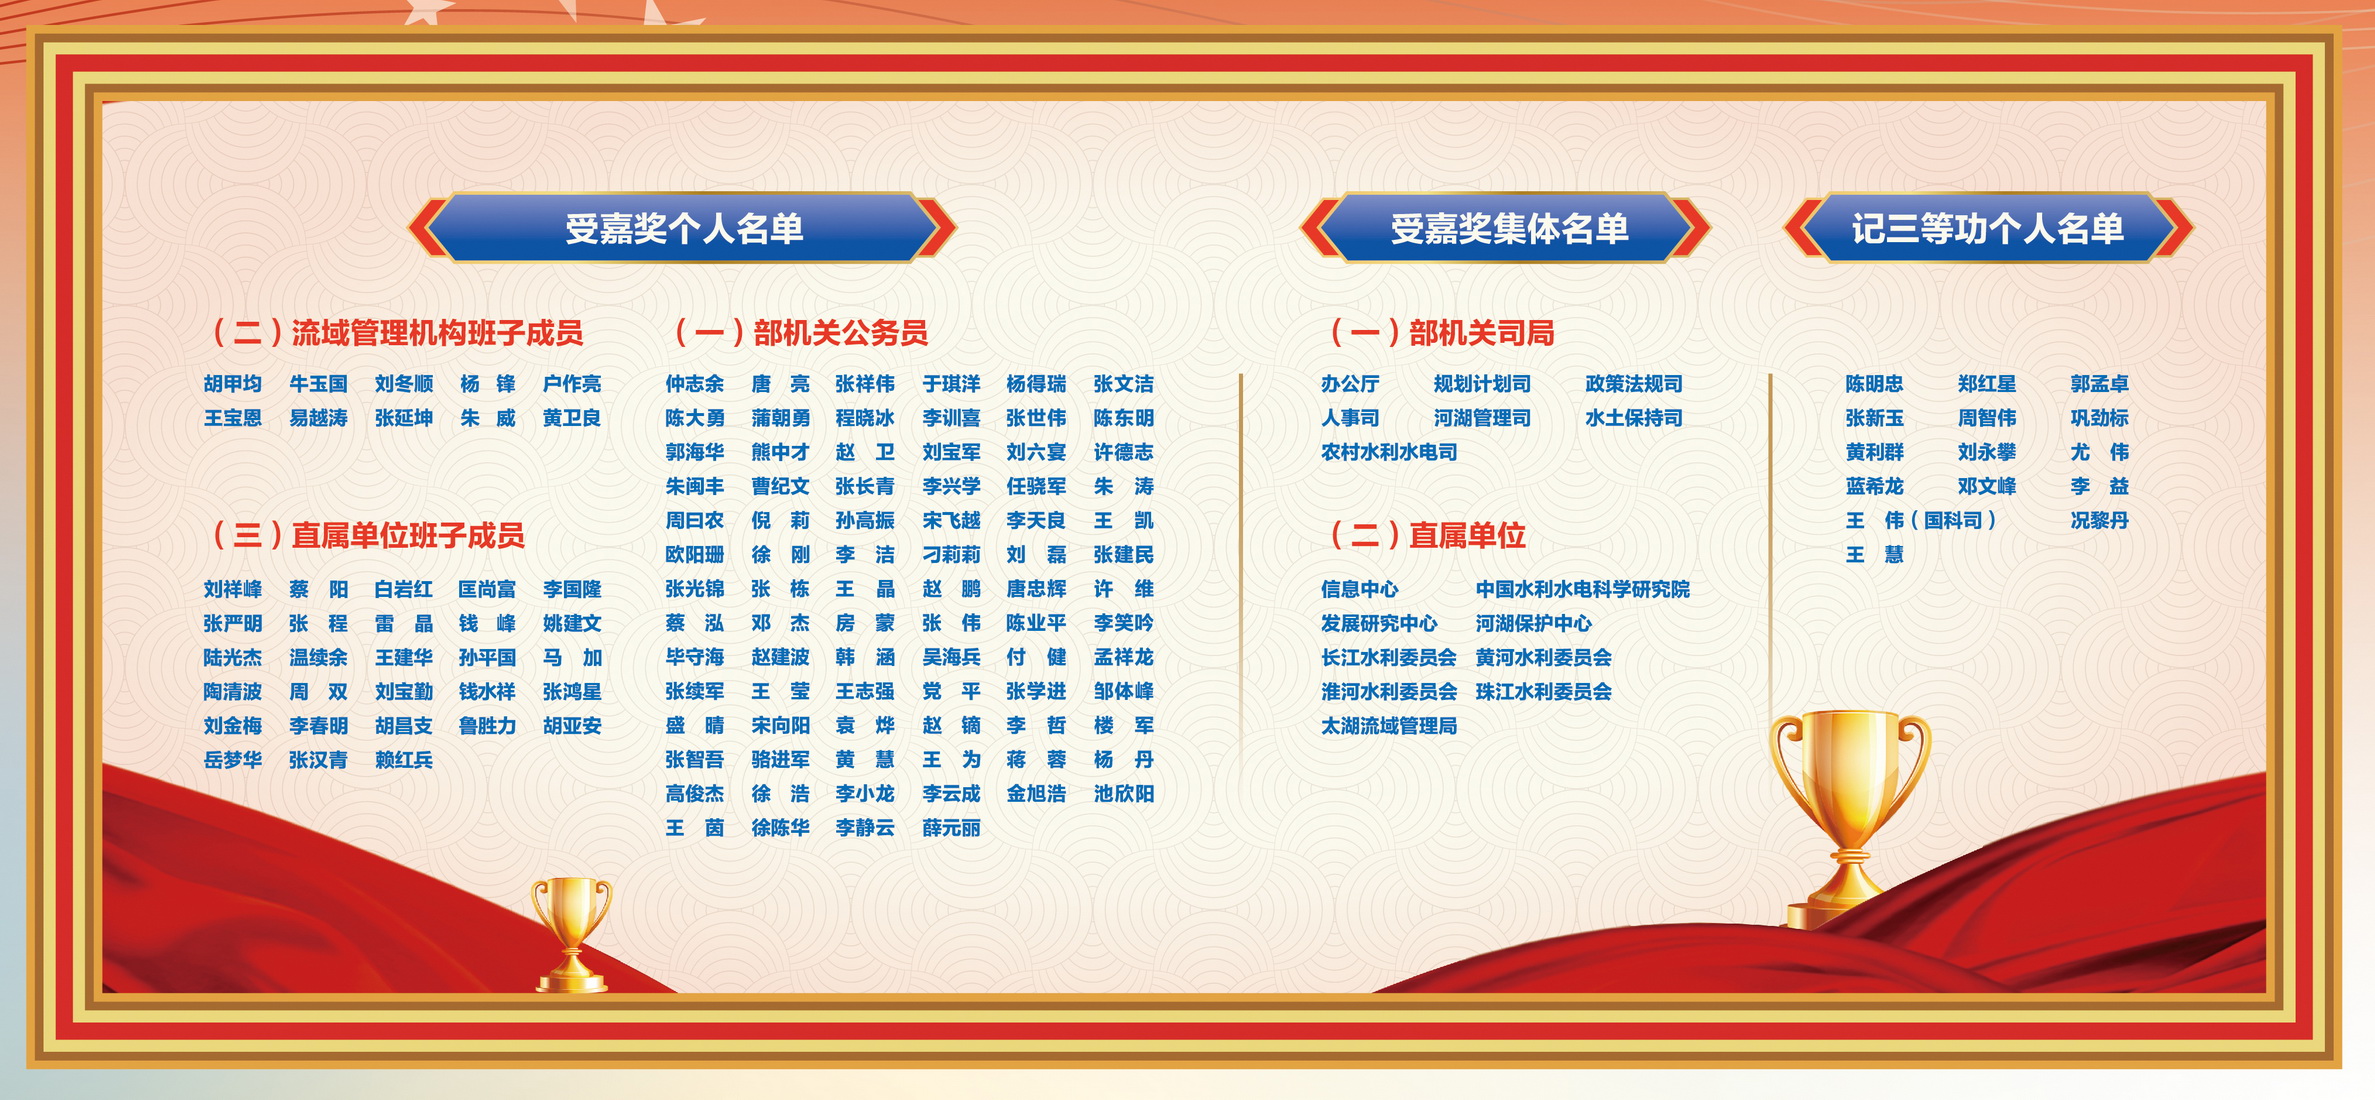 受嘉奖个人名单
（二）流域管理机构班子成员
胡甲均 牛玉国 刘冬顺 杨　锋 户作亮
王宝恩 易越涛 张延坤 朱　威 黄卫良
（三）直属单位班子成员
刘祥峰 蔡　阳 白岩红 匡尚富 李国隆
张严明 张　程 雷　晶 钱　峰 姚建文
陆光杰 温续余 王建华 孙平国 马　加
陶清波 周　双 刘宝勤 钱水祥 张鸿星
刘金梅 李春明 胡昌支 鲁胜力 胡亚安
岳梦华 张汉青 赖红兵
（一）部机关公务员
仲志余 唐　亮 张祥伟 于琪洋 杨得瑞 张文洁
陈大勇 蒲朝勇 程晓冰 李训喜 张世伟 陈东明
郭海华 熊中才 赵　卫 刘宝军 刘六宴 许德志
朱闽丰 曹纪文 张长青 李兴学 任骁军 朱　涛
周曰农 倪　莉 孙高振 宋飞越 李天良 王　凯
欧阳珊 徐　刚 李　洁 刁莉莉 刘　磊 张建民
张光锦 张　栋 王　晶 赵　鹏 唐忠辉 许　维
蔡　泓 邓　杰 房　蒙 张　伟 陈业平 李笑吟
毕守海 赵建波 韩　涵 吴海兵 付　健 孟祥龙
张续军 王　莹 王志强 党　平 张学进 邹体峰
盛　晴 宋向阳 袁　烨 赵　镝 李　哲 楼　军
张智吾 骆进军 黄　慧 王　为 蒋　蓉 杨　丹
高俊杰 徐　浩 李小龙 李云成 金旭浩 池欣阳
王　茵 徐陈华 李静云 薛元丽
受嘉奖集体名单
（一）部机关司局
办公厅 规划计划司 政策法规司
人事司 河湖管理司 水土保持司
农村水利水电司
（二）直属单位
信息中心 中国水利水电科学研究院
发展研究中心 河湖保护中心
长江水利委员会 黄河水利委员会
淮河水利委员会 珠江水利委员会
太湖流域管理局
记三等功个人名单
陈明忠 郑红星 郭孟卓
张新玉 周智伟 巩劲标
黄利群 刘永攀 尤　伟
蓝希龙 邓文峰 李　益
王　伟（国科司） 况黎丹
王　慧